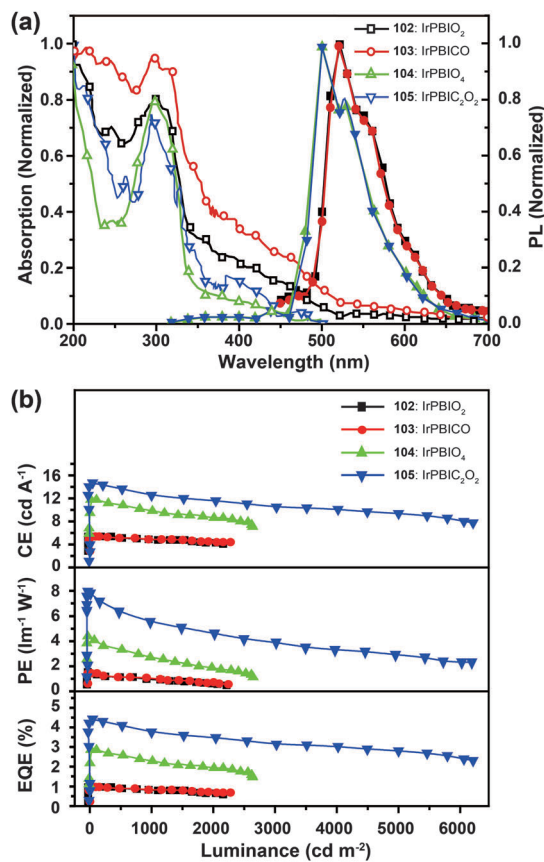 (a)
102: IrPBIO₂
103: IrPBICO
104: IrPBIO₄
105: IrPBIC₂O₂
Absorption (Normalized)
1.0
0.8
0.6
0.4
0.2
0.0
PL (Normalized)
1.0
0.8
0.6
0.4
0.2
0.0
200 300 400 500 600 700
Wavelength (nm)
(b)
102: IrPBIO₂
103: IrPBICO
104: IrPBIO₄
105: IrPBIC₂O₂
CE (cd A⁻¹)
16
12
8
4
0
PE (lm⁻¹ W⁻¹)
8
6
4
2
0
EQE (%)
5
4
3
2
1
0
0 1000 2000 3000 4000 5000 6000
Luminance (cd m⁻²)